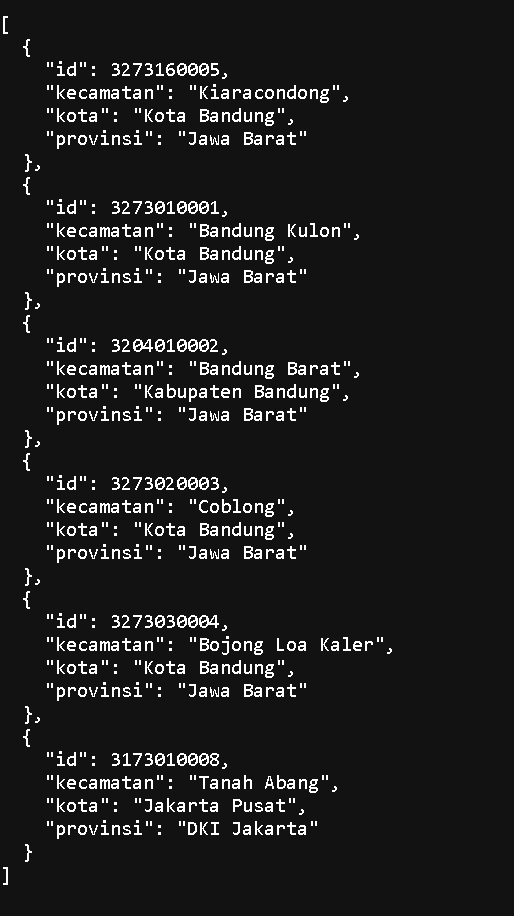 [
  {
    "id": 3273160005,
    "kecamatan": "Kiaracondong",
    "kota": "Kota Bandung",
    "provinsi": "Jawa Barat"
  },
  {
    "id": 3273010001,
    "kecamatan": "Bandung Kulon",
    "kota": "Kota Bandung",
    "provinsi": "Jawa Barat"
  },
  {
    "id": 3204010002,
    "kecamatan": "Bandung Barat",
    "kota": "Kabupaten Bandung",
    "provinsi": "Jawa Barat"
  },
  {
    "id": 3273020003,
    "kecamatan": "Coblong",
    "kota": "Kota Bandung",
    "provinsi": "Jawa Barat"
  },
  {
    "id": 3273030004,
    "kecamatan": "Bojong Loa Kaler",
    "kota": "Kota Bandung",
    "provinsi": "Jawa Barat"
  },
  {
    "id": 3173010008,
    "kecamatan": "Tanah Abang",
    "kota": "Jakarta Pusat",
    "provinsi": "DKI Jakarta"
  }
]